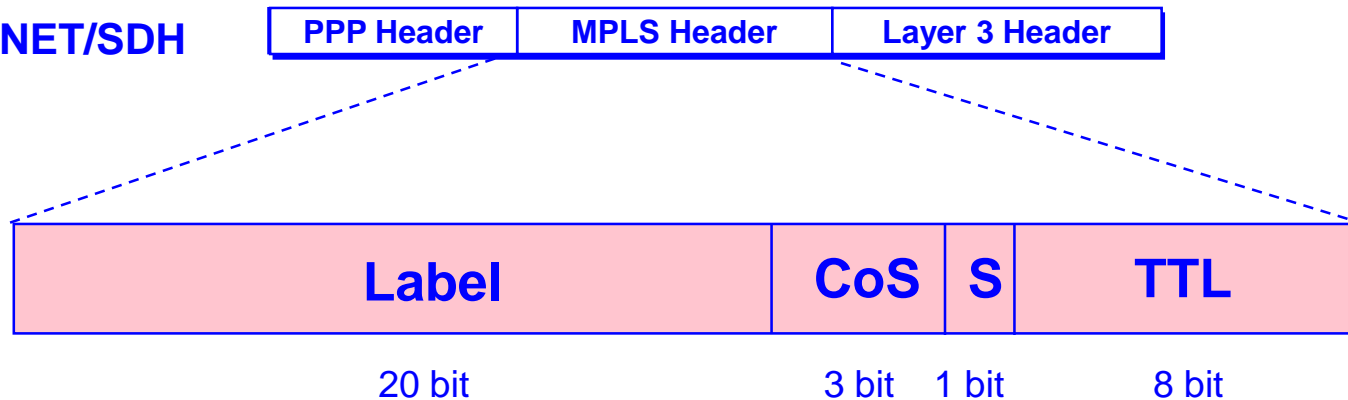 NET/SDH
PPP Header MPLS Header Layer 3 Header
Label CoS S TTL
20 bit 3 bit 1 bit 8 bit